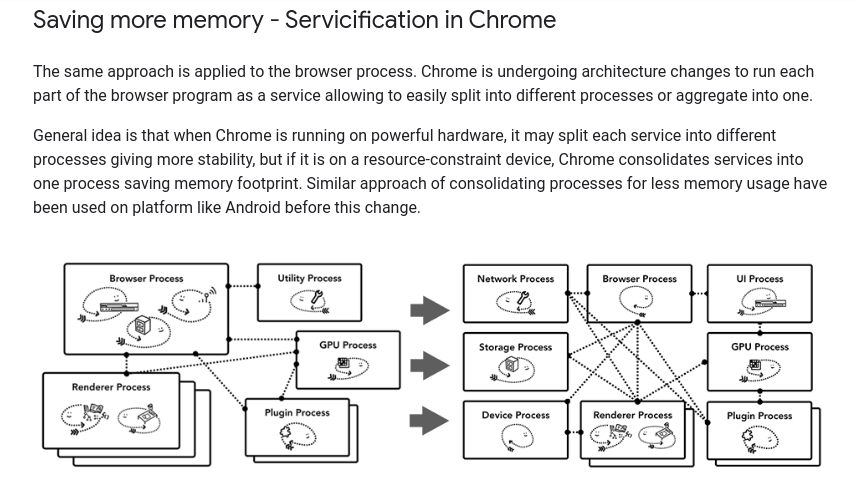 Saving more memory - Servicification in Chrome
The same approach is applied to the browser process. Chrome is undergoing architecture changes to run each
part of the browser program as a service allowing to easily split into different processes or aggregate into one.
General idea is that when Chrome is running on powerful hardware, it may split each service into different
processes giving more stability, but if it is on a resource-constraint device, Chrome consolidates services into
one process saving memory footprint. Similar approach of consolidating processes for less memory usage have
been used on platform like Android before this change.
Browser Process
Utility Process
GPU Process
Renderer Process
Plugin Process
Network Process
Browser Process
UI Process
Storage Process
GPU Process
Device Process
Renderer Process
Plugin Process